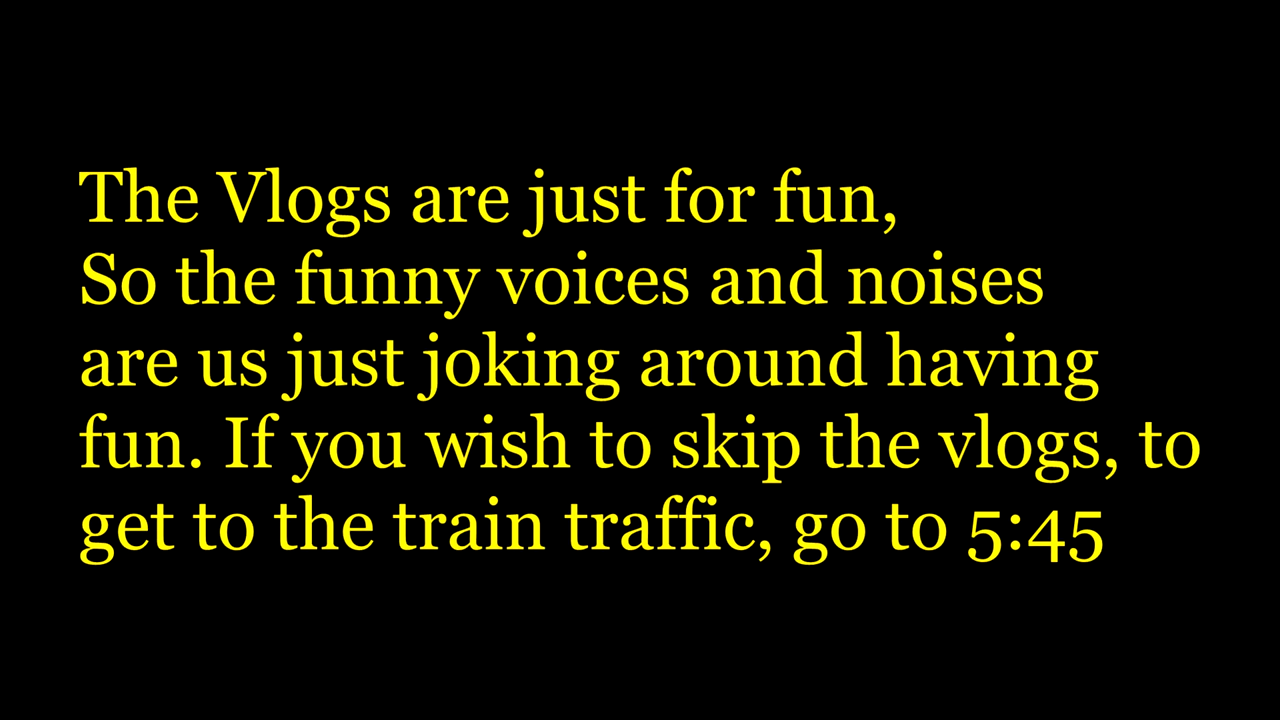 The Vlogs are just for fun,
So the funny voices and noises
are us just joking around having
fun. If you wish to skip the vlogs, to
get to the train traffic, go to 5:45